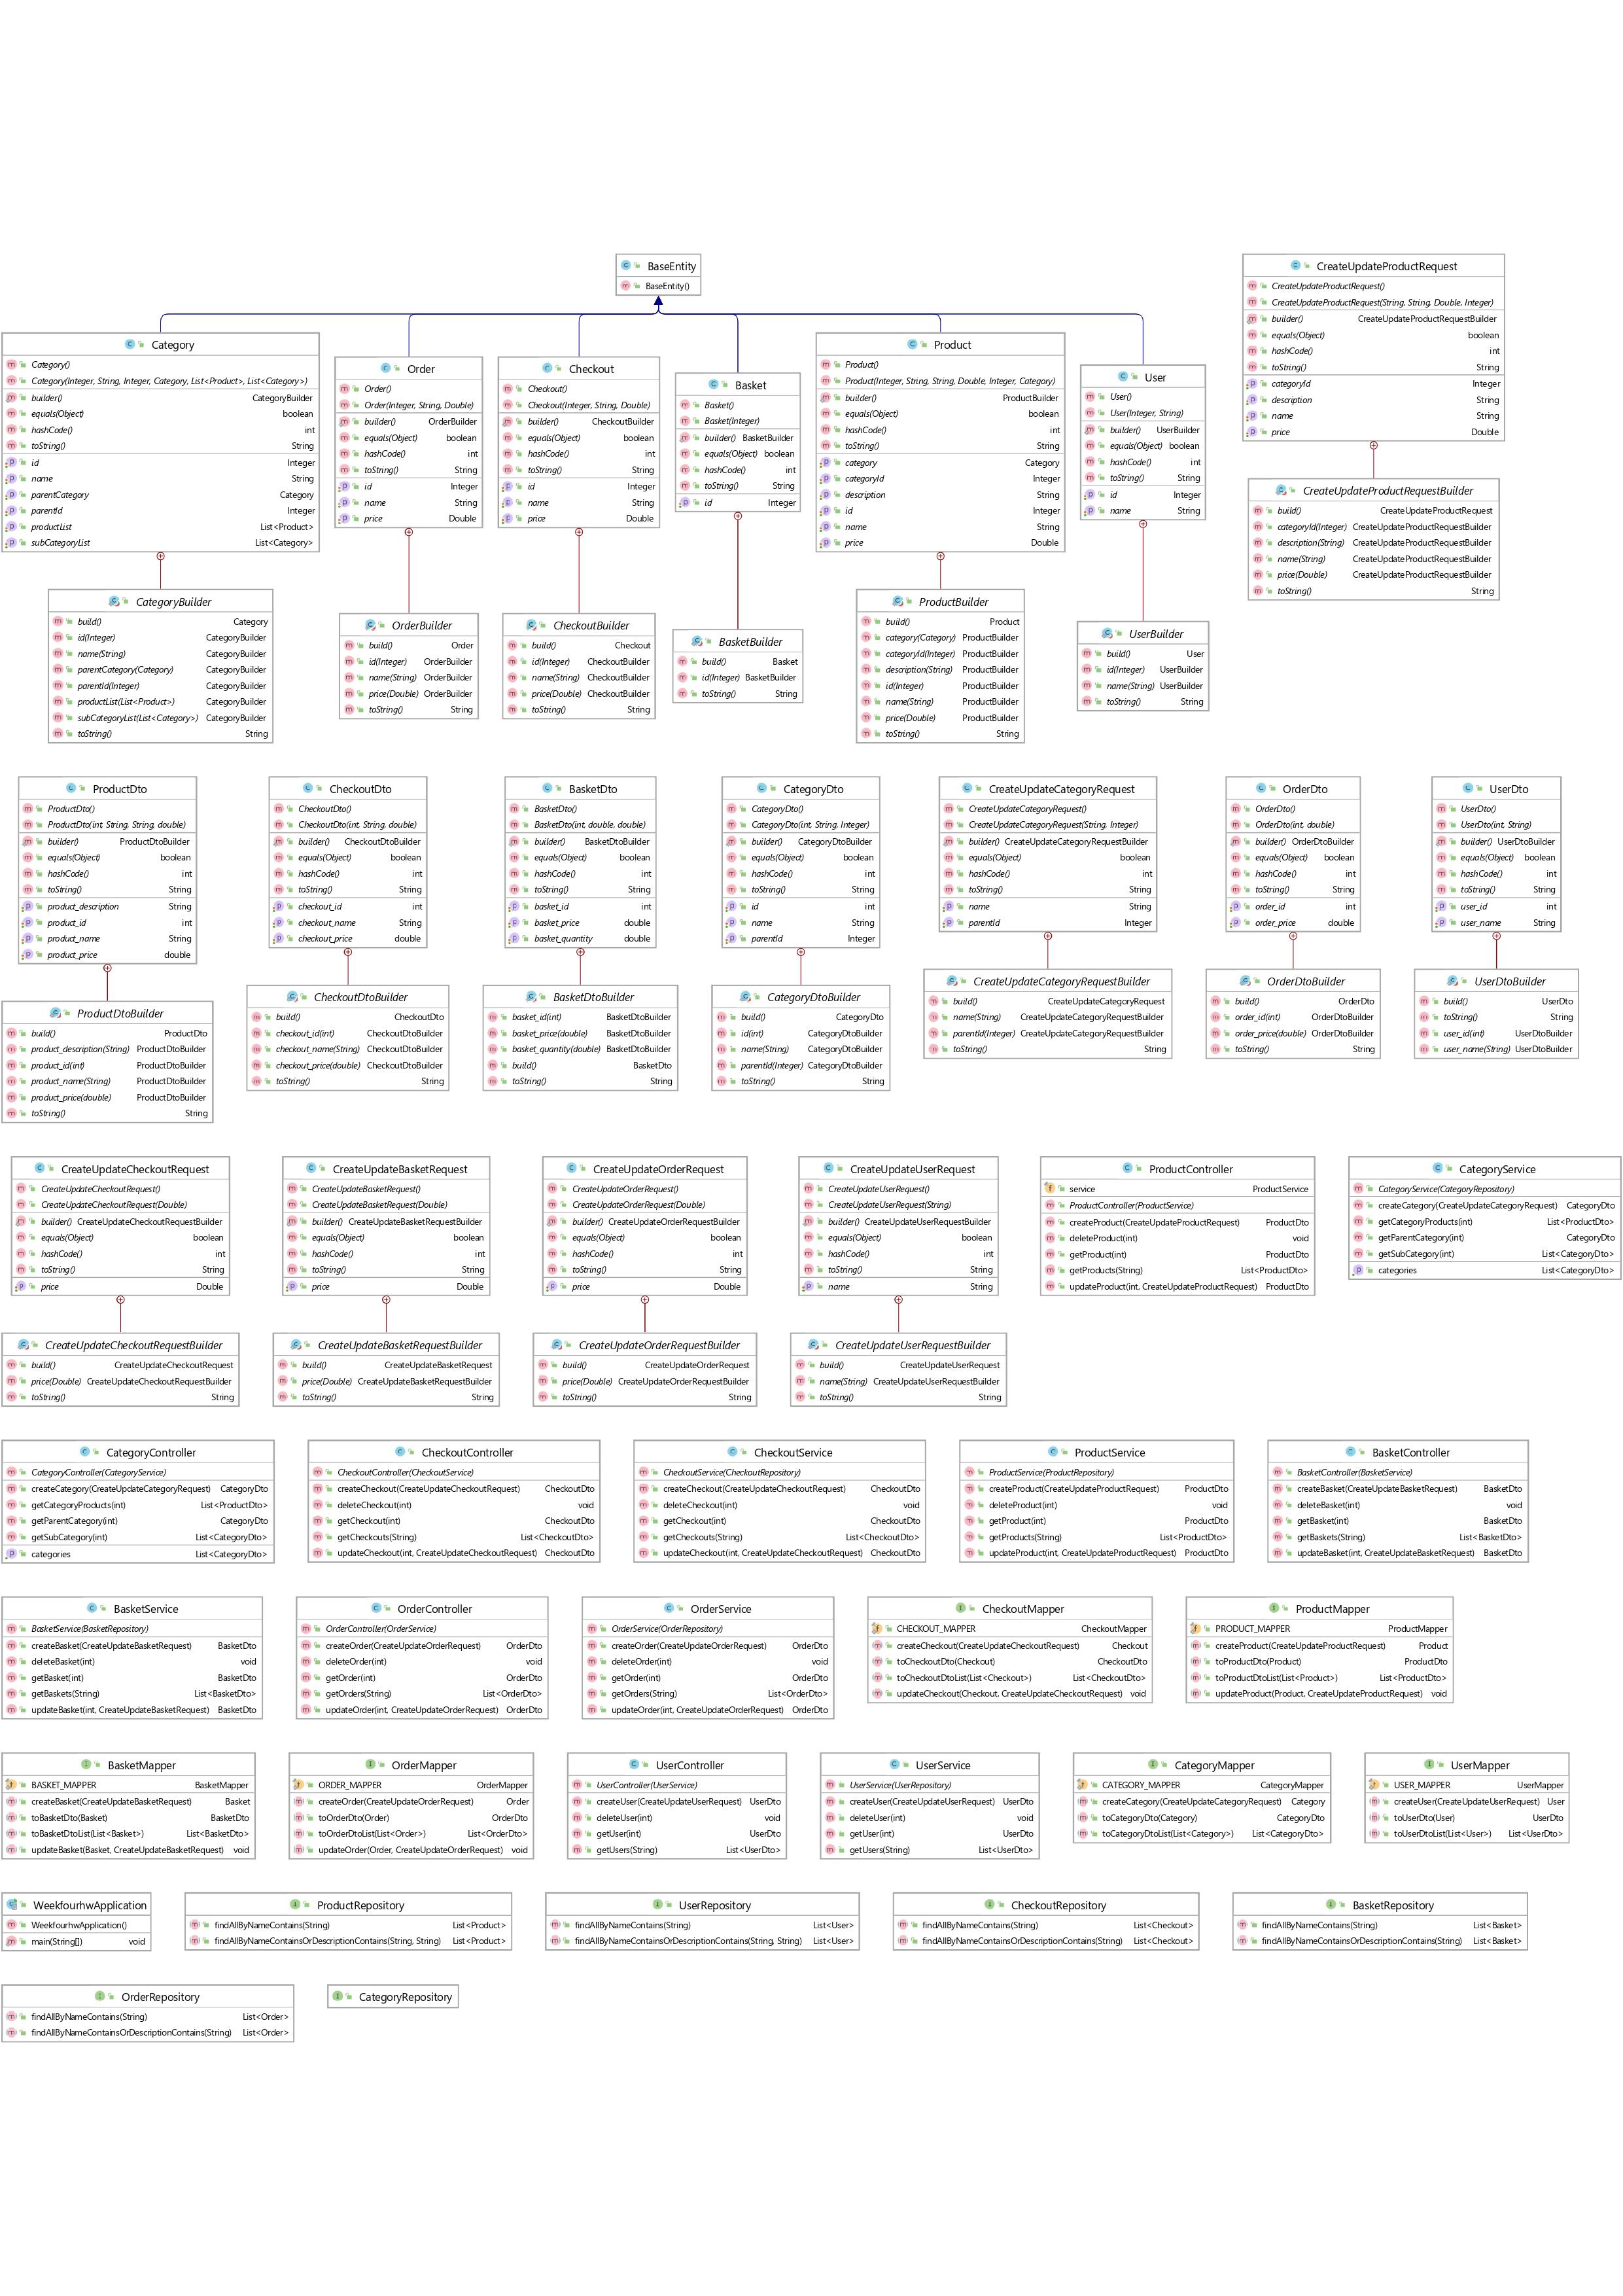 BaseEntity
BaseEntity()
CreateUpdateProductRequest
CreateUpdateProductRequest()
CreateUpdateProductRequest(String, String, Double, Integer)
builder() CreateUpdateProductRequestBuilder
equals(Object) boolean
hashCode() int
toString() String
categoryId Integer
description String
name String
price Double
Category
Category()
Category(Integer, String, Integer, Category, List<Product>, List<Category>)
builder() CategoryBuilder
equals(Object) boolean
hashCode() int
toString() String
id Integer
name String
parentCategory Category
parentId Integer
productList List<Product>
subCategoryList List<Category>
Order
Order()
Order(Integer, String, Double)
builder() OrderBuilder
equals(Object) boolean
hashCode() int
toString() String
id Integer
name String
price Double
Checkout
Checkout()
Checkout(Integer, String, Double)
builder() CheckoutBuilder
equals(Object) boolean
hashCode() int
toString() String
id Integer
name String
price Double
Basket
Basket()
Basket(Integer)
builder() BasketBuilder
equals(Object) boolean
hashCode() int
toString() String
id Integer
Product
Product()
Product(Integer, String, String, Double, Integer, Category)
builder() ProductBuilder
equals(Object) boolean
hashCode() int
toString() String
category Category
categoryId Integer
description String
id Integer
name String
price Double
User
User()
User(Integer, String)
builder() UserBuilder
equals(Object) boolean
hashCode() int
toString() String
id Integer
name String
CreateUpdateProductRequestBuilder
build() CreateUpdateProductRequest
categoryId(Integer) CreateUpdateProductRequestBuilder
description(String) CreateUpdateProductRequestBuilder
name(String) CreateUpdateProductRequestBuilder
price(Double) CreateUpdateProductRequestBuilder
toString() String
CategoryBuilder
build() Category
id(Integer) CategoryBuilder
name(String) CategoryBuilder
parentCategory(Category) CategoryBuilder
parentId(Integer) CategoryBuilder
productList(List<Product>) CategoryBuilder
subCategoryList(List<Category>) CategoryBuilder
toString() String
OrderBuilder
build() Order
id(Integer) OrderBuilder
name(String) OrderBuilder
price(Double) OrderBuilder
toString() String
CheckoutBuilder
build() Checkout
id(Integer) CheckoutBuilder
name(String) CheckoutBuilder
price(Double) CheckoutBuilder
toString() String
BasketBuilder
build() Basket
id(Integer) BasketBuilder
toString() String
ProductBuilder
build() Product
category(Category) ProductBuilder
categoryId(Integer) ProductBuilder
description(String) ProductBuilder
id(Integer) ProductBuilder
name(String) ProductBuilder
price(Double) ProductBuilder
toString() String
UserBuilder
build() User
id(Integer) UserBuilder
name(String) UserBuilder
toString() String
ProductDto
ProductDto()
ProductDto(int, String, String, double)
builder() ProductDtoBuilder
equals(Object) boolean
hashCode() int
toString() String
product_description String
product_id int
product_name String
product_price double
CheckoutDto
CheckoutDto()
CheckoutDto(int, String, double)
builder() CheckoutDtoBuilder
equals(Object) boolean
hashCode() int
toString() String
checkout_id int
checkout_name String
checkout_price double
BasketDto
BasketDto()
BasketDto(int, double, double)
builder() BasketDtoBuilder
equals(Object) boolean
hashCode() int
toString() String
basket_id int
basket_price double
basket_quantity double
CategoryDto
CategoryDto()
CategoryDto(int, String, Integer)
builder() CategoryDtoBuilder
equals(Object) boolean
hashCode() int
toString() String
id int
name String
parentId Integer
CreateUpdateCategoryRequest
CreateUpdateCategoryRequest()
CreateUpdateCategoryRequest(String, Integer)
builder() CreateUpdateCategoryRequestBuilder
equals(Object) boolean
hashCode() int
toString() String
name String
parentId Integer
OrderDto
OrderDto()
OrderDto(int, double)
builder() OrderDtoBuilder
equals(Object) boolean
hashCode() int
toString() String
order_id int
order_price double
UserDto
UserDto()
UserDto(int, String)
builder() UserDtoBuilder
equals(Object) boolean
hashCode() int
toString() String
user_id int
user_name String
ProductDtoBuilder
build() ProductDto
product_description(String) ProductDtoBuilder
product_id(int) ProductDtoBuilder
product_name(String) ProductDtoBuilder
product_price(double) ProductDtoBuilder
toString() String
CheckoutDtoBuilder
build() CheckoutDto
checkout_id(int) CheckoutDtoBuilder
checkout_name(String) CheckoutDtoBuilder
checkout_price(double) CheckoutDtoBuilder
toString() String
BasketDtoBuilder
basket_id(int) BasketDtoBuilder
basket_price(double) BasketDtoBuilder
basket_quantity(double) BasketDtoBuilder
build() BasketDto
toString() String
CategoryDtoBuilder
build() CategoryDto
id(int) CategoryDtoBuilder
name(String) CategoryDtoBuilder
parentId(Integer) CategoryDtoBuilder
toString() String
CreateUpdateCategoryRequestBuilder
build() CreateUpdateCategoryRequest
name(String) CreateUpdateCategoryRequestBuilder
parentId(Integer) CreateUpdateCategoryRequestBuilder
toString() String
OrderDtoBuilder
build() OrderDto
order_id(int) OrderDtoBuilder
order_price(double) OrderDtoBuilder
toString() String
UserDtoBuilder
build() UserDto
toString() String
user_id(int) UserDtoBuilder
user_name(String) UserDtoBuilder
CreateUpdateCheckoutRequest
CreateUpdateCheckoutRequest()
CreateUpdateCheckoutRequest(Double)
builder() CreateUpdateCheckoutRequestBuilder
equals(Object) boolean
hashCode() int
toString() String
price Double
CreateUpdateBasketRequest
CreateUpdateBasketRequest()
CreateUpdateBasketRequest(Double)
builder() CreateUpdateBasketRequestBuilder
equals(Object) boolean
hashCode() int
toString() String
price Double
CreateUpdateOrderRequest
CreateUpdateOrderRequest()
CreateUpdateOrderRequest(Double)
builder() CreateUpdateOrderRequestBuilder
equals(Object) boolean
hashCode() int
toString() String
price Double
CreateUpdateUserRequest
CreateUpdateUserRequest()
CreateUpdateUserRequest(String)
builder() CreateUpdateUserRequestBuilder
equals(Object) boolean
hashCode() int
toString() String
name String
ProductController
service ProductService
ProductController(ProductService)
createProduct(CreateUpdateProductRequest) ProductDto
deleteProduct(int) void
getProduct(int) ProductDto
getProducts(String) List<ProductDto>
updateProduct(int, CreateUpdateProductRequest) ProductDto
CategoryService
CategoryService(CategoryRepository)
createCategory(CreateUpdateCategoryRequest) CategoryDto
getCategoryProducts(int) List<ProductDto>
getParentCategory(int) CategoryDto
getSubCategory(int) List<CategoryDto>
categories List<CategoryDto>
CreateUpdateCheckoutRequestBuilder
build() CreateUpdateCheckoutRequest
price(Double) CreateUpdateCheckoutRequestBuilder
toString() String
CreateUpdateBasketRequestBuilder
build() CreateUpdateBasketRequest
price(Double) CreateUpdateBasketRequestBuilder
toString() String
CreateUpdateOrderRequestBuilder
build() CreateUpdateOrderRequest
price(Double) CreateUpdateOrderRequestBuilder
toString() String
CreateUpdateUserRequestBuilder
build() CreateUpdateUserRequest
name(String) CreateUpdateUserRequestBuilder
toString() String
CategoryController
CategoryController(CategoryService)
createCategory(CreateUpdateCategoryRequest) CategoryDto
getCategoryProducts(int) List<ProductDto>
getParentCategory(int) CategoryDto
getSubCategory(int) List<CategoryDto>
categories List<CategoryDto>
CheckoutController
CheckoutController(CheckoutService)
createCheckout(CreateUpdateCheckoutRequest) CheckoutDto
deleteCheckout(int) void
getCheckout(int) CheckoutDto
getCheckouts(String) List<CheckoutDto>
updateCheckout(int, CreateUpdateCheckoutRequest) CheckoutDto
CheckoutService
CheckoutService(CheckoutRepository)
createCheckout(CreateUpdateCheckoutRequest) CheckoutDto
deleteCheckout(int) void
getCheckout(int) CheckoutDto
getCheckouts(String) List<CheckoutDto>
updateCheckout(int, CreateUpdateCheckoutRequest) CheckoutDto
ProductService
ProductService(ProductRepository)
createProduct(CreateUpdateProductRequest) ProductDto
deleteProduct(int) void
getProduct(int) ProductDto
getProducts(String) List<ProductDto>
updateProduct(int, CreateUpdateProductRequest) ProductDto
BasketController
BasketController(BasketService)
createBasket(CreateUpdateBasketRequest) BasketDto
deleteBasket(int) void
getBasket(int) BasketDto
getBaskets(String) List<BasketDto>
updateBasket(int, CreateUpdateBasketRequest) BasketDto
BasketService
BasketService(BasketRepository)
createBasket(CreateUpdateBasketRequest) BasketDto
deleteBasket(int) void
getBasket(int) BasketDto
getBaskets(String) List<BasketDto>
updateBasket(int, CreateUpdateBasketRequest) BasketDto
OrderController
OrderController(OrderService)
createOrder(CreateUpdateOrderRequest) OrderDto
deleteOrder(int) void
getOrder(int) OrderDto
getOrders(String) List<OrderDto>
updateOrder(int, CreateUpdateOrderRequest) OrderDto
OrderService
OrderService(OrderRepository)
createOrder(CreateUpdateOrderRequest) OrderDto
deleteOrder(int) void
getOrder(int) OrderDto
getOrders(String) List<OrderDto>
updateOrder(int, CreateUpdateOrderRequest) OrderDto
CheckoutMapper
CHECKOUT_MAPPER CheckoutMapper
createCheckout(CreateUpdateCheckoutRequest) Checkout
toCheckoutDto(Checkout) CheckoutDto
toCheckoutDtoList(List<Checkout>) List<CheckoutDto>
updateCheckout(Checkout, CreateUpdateCheckoutRequest) void
ProductMapper
PRODUCT_MAPPER ProductMapper
createProduct(CreateUpdateProductRequest) Product
toProductDto(Product) ProductDto
toProductDtoList(List<Product>) List<ProductDto>
updateProduct(Product, CreateUpdateProductRequest) void
BasketMapper
BASKET_MAPPER BasketMapper
createBasket(CreateUpdateBasketRequest) Basket
toBasketDto(Basket) BasketDto
toBasketDtoList(List<Basket>) List<BasketDto>
updateBasket(Basket, CreateUpdateBasketRequest) void
OrderMapper
ORDER_MAPPER OrderMapper
createOrder(CreateUpdateOrderRequest) Order
toOrderDto(Order) OrderDto
toOrderDtoList(List<Order>) List<OrderDto>
updateOrder(Order, CreateUpdateOrderRequest) void
UserController
UserController(UserService)
createUser(CreateUpdateUserRequest) UserDto
deleteUser(int) void
getUser(int) UserDto
getUsers(String) List<UserDto>
UserService
UserService(UserRepository)
createUser(CreateUpdateUserRequest) UserDto
deleteUser(int) void
getUser(int) UserDto
getUsers(String) List<UserDto>
CategoryMapper
CATEGORY_MAPPER CategoryMapper
createCategory(CreateUpdateCategoryRequest) Category
toCategoryDto(Category) CategoryDto
toCategoryDtoList(List<Category>) List<CategoryDto>
UserMapper
USER_MAPPER UserMapper
createUser(CreateUpdateUserRequest) User
toUserDto(User) UserDto
toUserDtoList(List<User>) List<UserDto>
WeekfourhwApplication
WeekfourhwApplication()
main(String[]) void
ProductRepository
findAllByNameContains(String) List<Product>
findAllByNameContainsOrDescriptionContains(String, String) List<Product>
UserRepository
findAllByNameContains(String) List<User>
findAllByNameContainsOrDescriptionContains(String, String) List<User>
CheckoutRepository
findAllByNameContains(String) List<Checkout>
findAllByNameContainsOrDescriptionContains(String) List<Checkout>
BasketRepository
findAllByNameContains(String) List<Basket>
findAllByNameContainsOrDescriptionContains(String) List<Basket>
OrderRepository
findAllByNameContains(String) List<Order>
findAllByNameContainsOrDescriptionContains(String) List<Order>
CategoryRepository